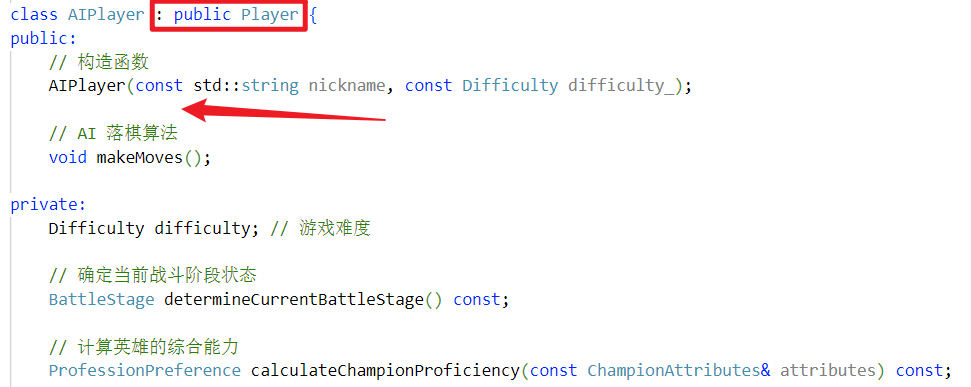 class AIPlayer : public Player {
public:
// 构造函数
AIPlayer(const std::string nickname, const Difficulty difficulty_);
// AI 落棋算法
void makeMoves();
private:
Difficulty difficulty; // 游戏难度
// 确定当前战斗阶段状态
BattleStage determineCurrentBattleStage() const;
// 计算英雄的综合能力
ProfessionPreference calculateChampionProficiency(const ChampionAttributes& attributes) const;